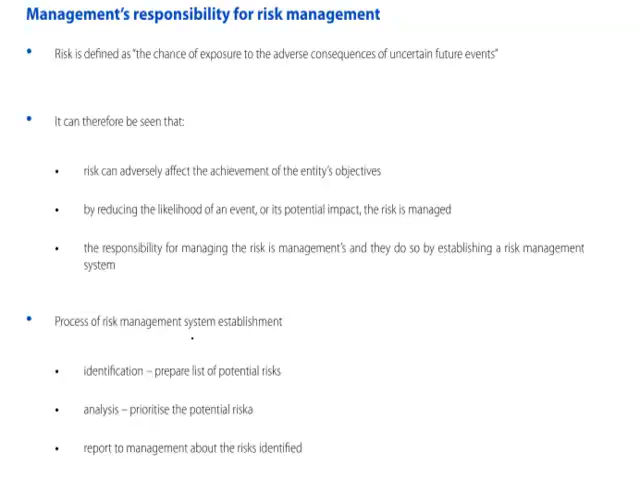 Management's responsibility for risk management
• Risk is defined as "the chance of exposure to the adverse consequences of uncertain future events"
• It can therefore be seen that:
• risk can adversely affect the achievement of the entity's objectives
• by reducing the likelihood of an event, or its potential impact, the risk is managed
• the responsibility for managing the risk is management's and they do so by establishing a risk management
system
• Process of risk management system establishment
• identification – prepare list of potential risks
• analysis – prioritise the potential riska
• report to management about the risks identified